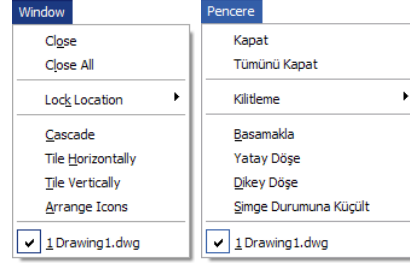 Window
Close
Close All
Lock Location
Cascade
Tile Horizontally
Tile Vertically
Arrange Icons
1 Drawing1.dwg
Pencere
Kapat
Tümünü Kapat
Kilitleme
Basamakla
Yatay Döşe
Dikey Döşe
Simge Durumuna Küçült
1 Drawing1.dwg